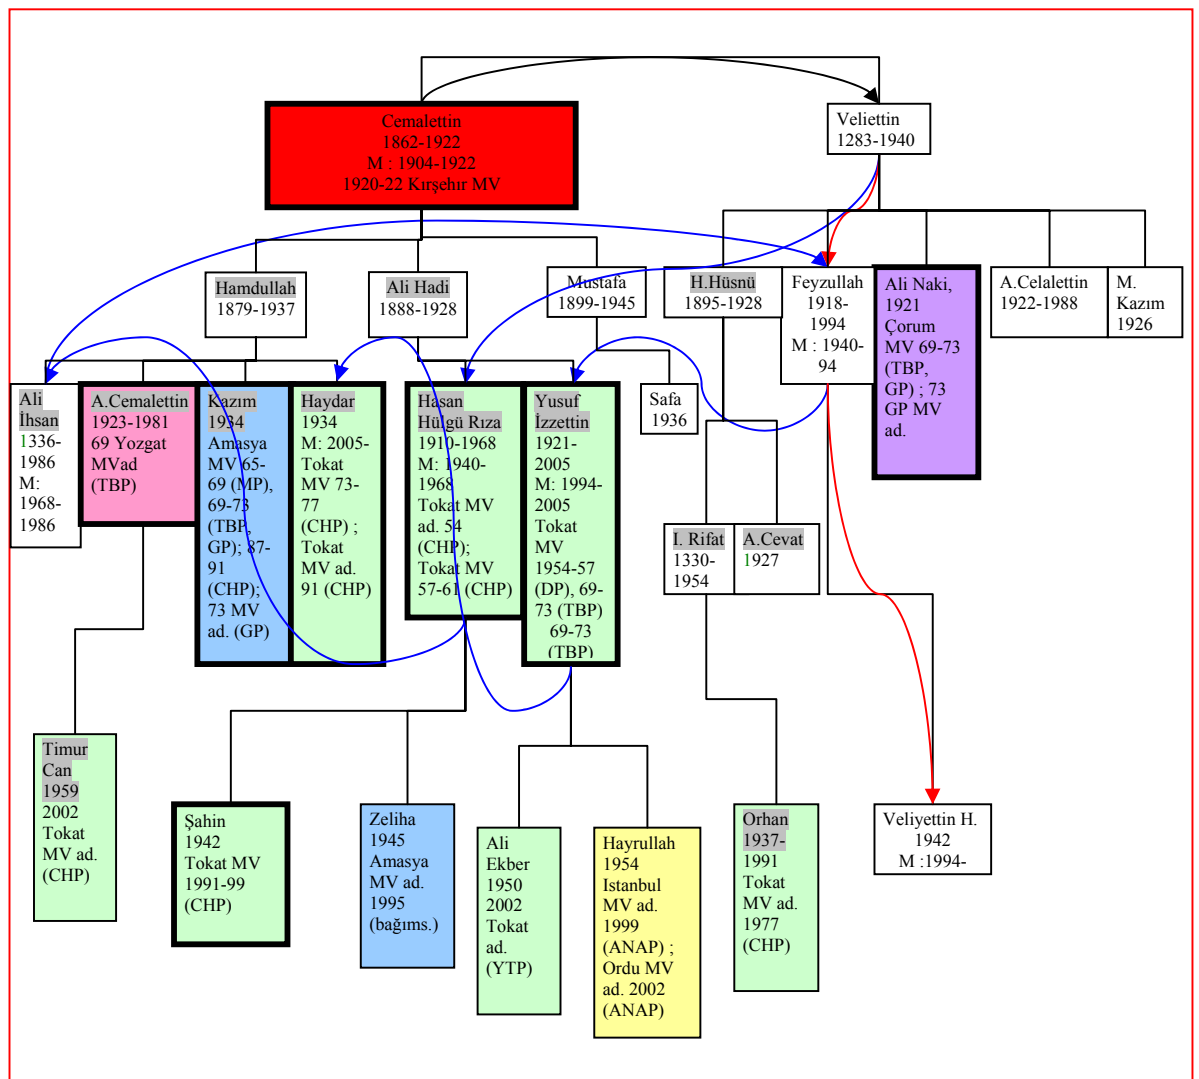 Cemalettin
1862-1922
M : 1904-1922
1920-22 Kırşehir MV
Veliettin
1283-1940
Hamdullah
1879-1937
Ali Hadi
1888-1928
Mustafa
1899-1945
H.Hüsnü
1895-1928
Feyzullah
1918-
1994
M : 1940-
94
Ali Naki,
1921
Çorum
MV 69-73
(TBP,
GP) ; 73
GP MV
ad.
A.Celalettin
1922-1988
M.
Kazım
1926
Ali
İhsan
1336-
1986
M:
1968-
1986
A.Cemalettin
1923-1981
69 Yozgat
MVad
(TBP)
Kazım
1934
Amasya
MV 65-
69 (MP),
69-73
(TBP,
GP); 87-
91
(CHP);
73 MV
ad. (GP)
Haydar
1934
M: 2005-
Tokat
MV 73-
77
(CHP) ;
Tokat
MV ad.
91 (CHP)
Hasan
Hülgü Rıza
1910-1968
M: 1940-
1968
Tokat MV
ad. 54
(CHP);
Tokat MV
57-61 (CHP)
Yusuf
İzzettin
1921-
2005
M: 1994-
2005
Tokat
MV
1954-57
(DP), 69-
73 (TBP)
69-73
(TBP)
Safa
1936
I. Rifat
1330-
1954
A.Cevat
1927
Timur
Can
1959
2002
Tokat
MV ad.
(CHP)
Şahin
1942
Tokat MV
1991-99
(CHP)
Zeliha
1945
Amasya
MV ad.
1995
(bağıms.)
Ali
Ekber
1950
2002
Tokat
ad.
(YTP)
Hayrullah
1954
Istanbul
MV ad.
1999
(ANAP) ;
Ordu MV
ad. 2002
(ANAP)
Orhan
1937-
1991
Tokat
MV ad.
1977
(CHP)
Veliyettin H.
1942
M :1994-